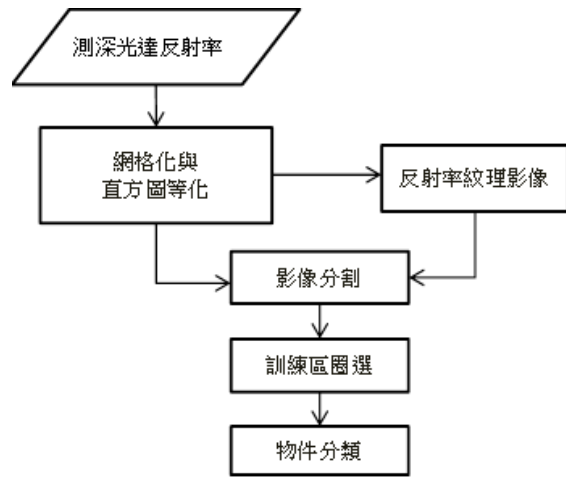 測深光達反射率
網格化與
直方圖等化
反射率紋理影像
影像分割
訓練區圈選
物件分類